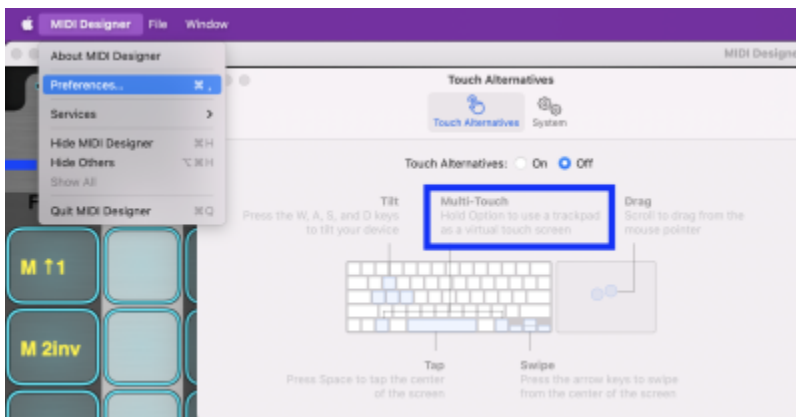 MIDI Designer File Window
About MIDI Designer
MIDI Designe
Preferences... ⌘ ,
Touch Alternatives
Services >
Touch Alternatives System
Hide MIDI Designer ⌘H
Hide Others ⌥⌘H
Show All
Touch Alternatives: On Off
Quit MIDI Designer ⌘Q
F
Tilt
Press the W, A, S, and D keys
to tilt your device
Multi-Touch
Hold Option to use a trackpad
as a virtual touch screen
Drag
Scroll to drag from the
mouse pointer
M ↑1
M 2inv
Tap
Press Space to tap the center
of the screen
Swipe
Press the arrow keys to swipe
from the center of the screen